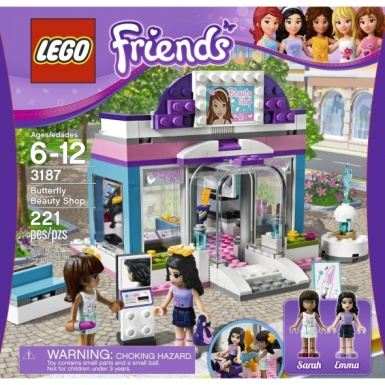 LEGO
Friends
Ages/edades
6-12
3187
Butterfly
Beauty Shop
221
pcs/pzs
Sarah
Emma
WARNING: CHOKING HAZARD.
Toy contains small parts and a small ball.
Not for children under 3 years.